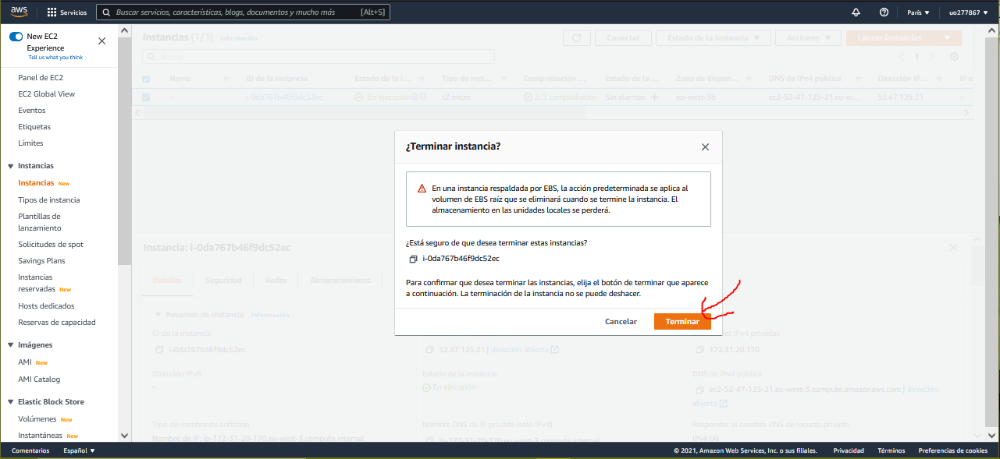 aws
Servicios
Buscar servicios, características, blogs, documentos y mucho más
[Alt+S]
París ▼
uo277867 ▼
New EC2
Experience
Tell us what you think
Panel de EC2
EC2 Global View
Eventos
Etiquetas
Límites
Instancias
Instancias New
Tipos de instancia
Plantillas de
lanzamiento
Solicitudes de spot
Savings Plans
Instancias
reservadas New
Hosts dedicados
Reservas de capacidad
Imágenes
AMI New
AMI Catalog
Elastic Block Store
Volúmenes New
Instantáneas New
Instancias (1/1) Información
Conectar
Estado de la instancia ▼
Acciones ▼
Lanzar instancias
Buscar
1
Name
ID de la instancia
Estado de la i...
Tipo de inst...
Comprobación ...
Estado de la ...
Zona de dispon...
DNS de IPv4 pública
Dirección IP...
–
i-0da767b46f9dc52ec
En ejecución
t2.micro
2/2 comprobacion
Sin alarmas
eu-west-3b
ec2-52-47-125-21.eu-w...
52.47.125.21
–
¿Terminar instancia?
En una instancia respaldada por EBS, la acción predeterminada se aplica al
volumen de EBS raíz que se eliminará cuando se termine la instancia. El
almacenamiento en las unidades locales se perderá.
¿Está seguro de que desea terminar estas instancias?
i-0da767b46f9dc52ec
Para confirmar que desea terminar las instancias, elija el botón de terminar que aparece
a continuación. La terminación de la instancia no se puede deshacer.
Cancelar
Terminar
Instancia: i-0da767b46f9dc52ec
Detalles
Seguridad
Redes
Almacenamiento
Resumen de instancia Información
ID de la instancia
IPv4 privadas
i-0da767b46f9dc52ec
52.47.125.21 | dirección abierta
172.31.20.170
Dirección IPv6
Estado de la instancia
DNS de IPv4 pública
–
En ejecución
ec2-52-47-125-21.eu-west-3.compute.amazonaws.com | dirección
abierta
Tipo de nombre de anfitrión
Nombre DNS de IP privada (solo IPv4)
Responder al nombre DNS de recurso privado
Nombre de IP: ip-172-31-20-170.eu-west-3.compute.internal
ip-172-31-20-170.eu-west-3.compute.internal
IPv4 (A)
Comentarios
Español ▼
© 2021, Amazon Web Services, Inc. o sus filiales.
Privacidad
Términos
Preferencias de cookies